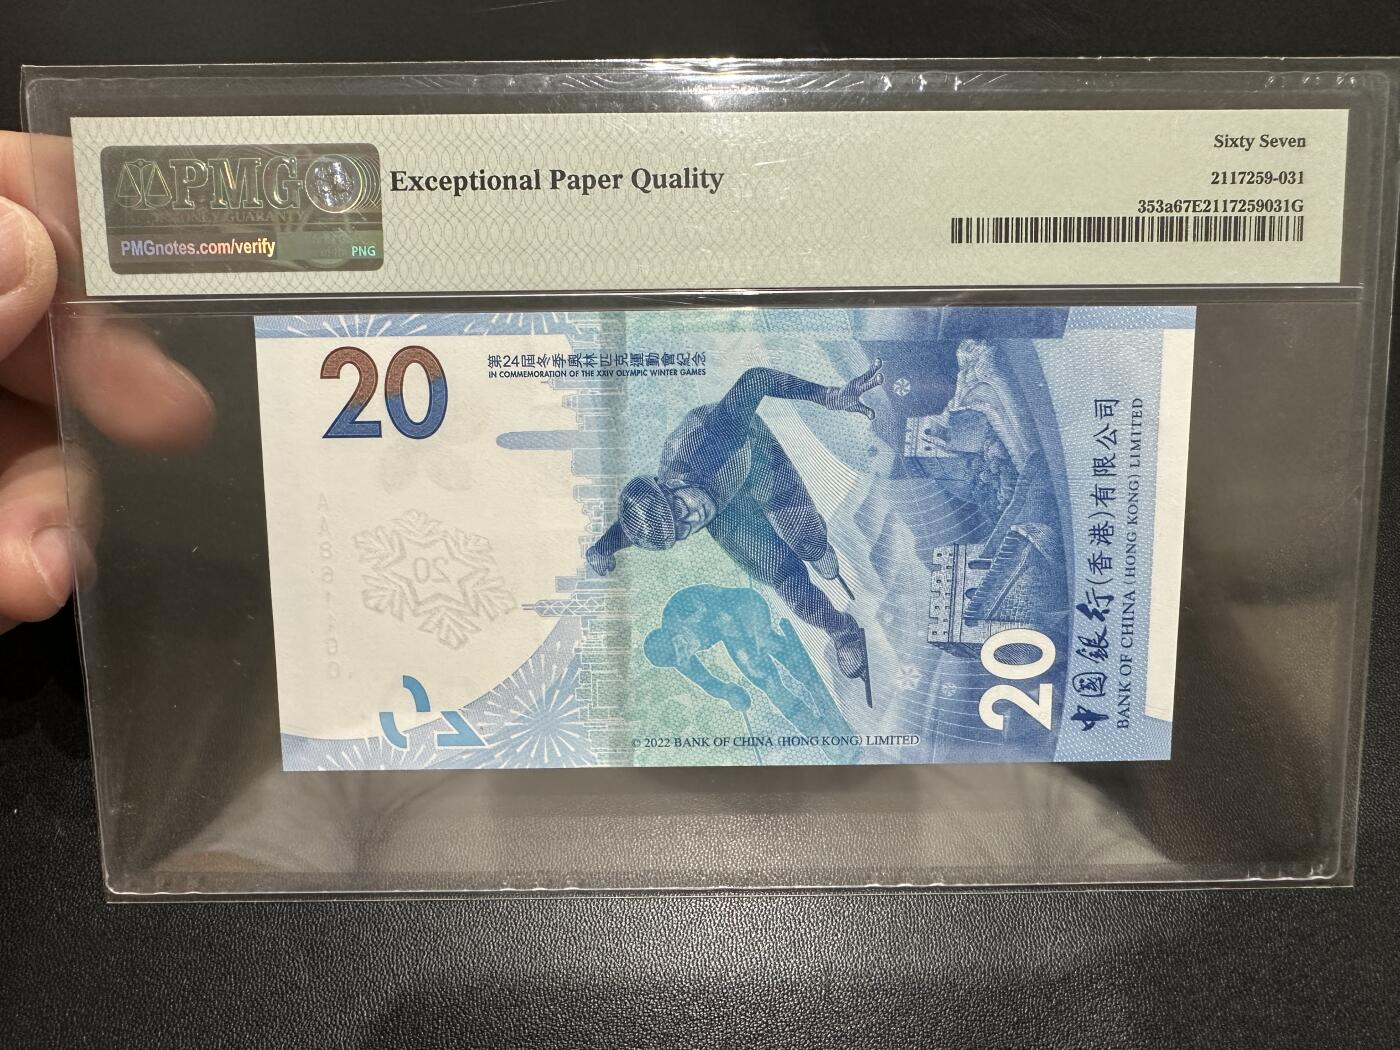 PMG
PAPER MONEY GUARANTY
PMGnotes.com/verify
PNG
Exceptional Paper Quality
Sixty Seven
2117259-031
353a67E2117259031G
20
第24屆冬季奧林匹克運動會紀念
IN COMMEMORATION OF THE XXIV OLYMPIC WINTER GAMES
20
20
中國銀行(香港)有限公司
BANK OF CHINA (HONG KONG) LIMITED
© 2022 BANK OF CHINA (HONG KONG) LIMITED